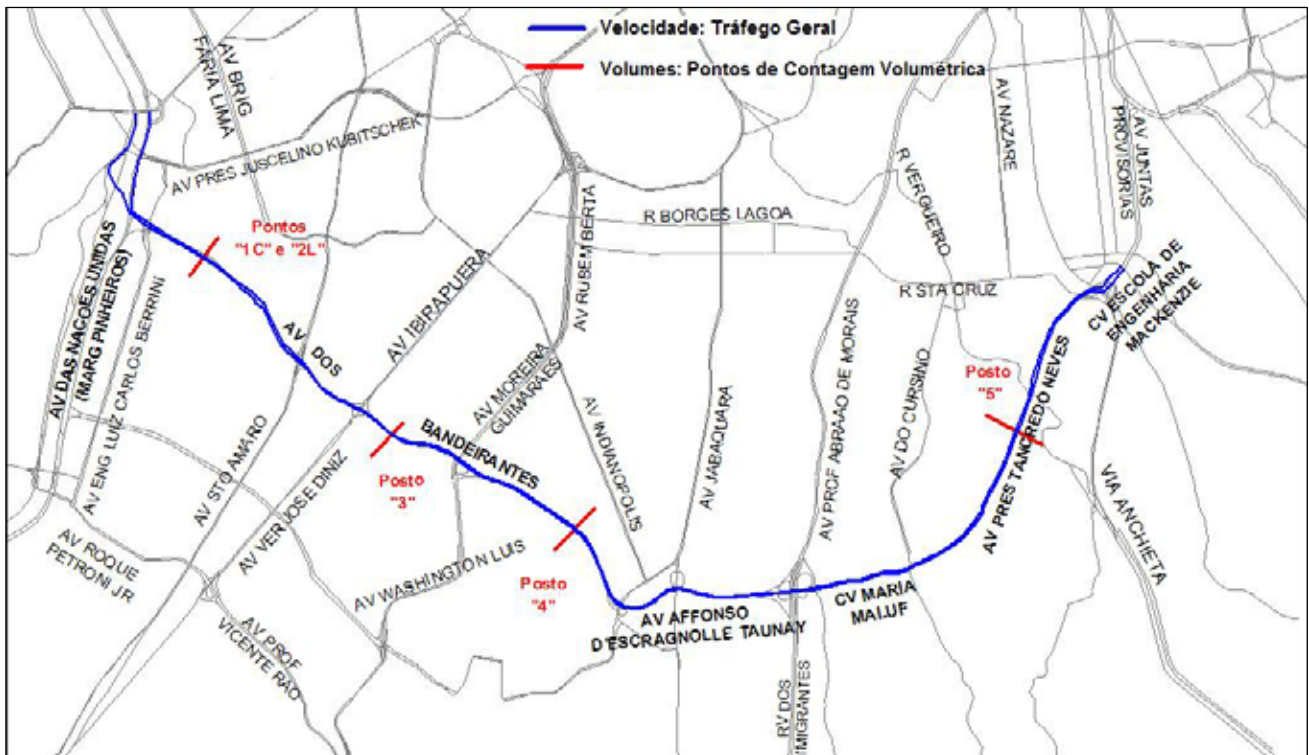 Velocidade: Tráfego Geral
Volumes: Pontos de Contagem Volumétrica
AV BRIG
FARIA LIMA
AV PRES JUSCELINO KUBITSCHEK
AV NAZARE
AV JUNTAS
PROVISORIAS
R VERGUEIRO
R BORGES LAGOA
AV RUBEM BERTA
Pontos
"1C" e "2L"
AV DAS NAÇOES UNIDAS
(MARG PINHEIROS)
AV ENG LUIZ CARLOS BERRINI
AV IBIRAPUERA
R STA CRUZ
CV ESCOLA DE
ENGENHARIA
MACKENZIE
AV DOS
BANDEIRANTES
AV MOREIRA
GUIMARAES
AV INDIANOPOLIS
AV JABAQUARA
AV PROF ABRAAO DE MORAIS
AV DO CURSINO
Posto
"5"
AV PRES TANCREDO NEVES
VIA ANCHIETA
AV STO AMARO
AV VER JOSE DINIZ
Posto
"3"
AV ROQUE
PETRONI JR
AV WASHINGTON LUIS
Posto
"4"
AV PROF
VICENTE RAO
AV AFFONSO
D'ESCRAGNOLLE TAUNAY
CV MARIA
MALUF
RV DOS
IMIGRANTES